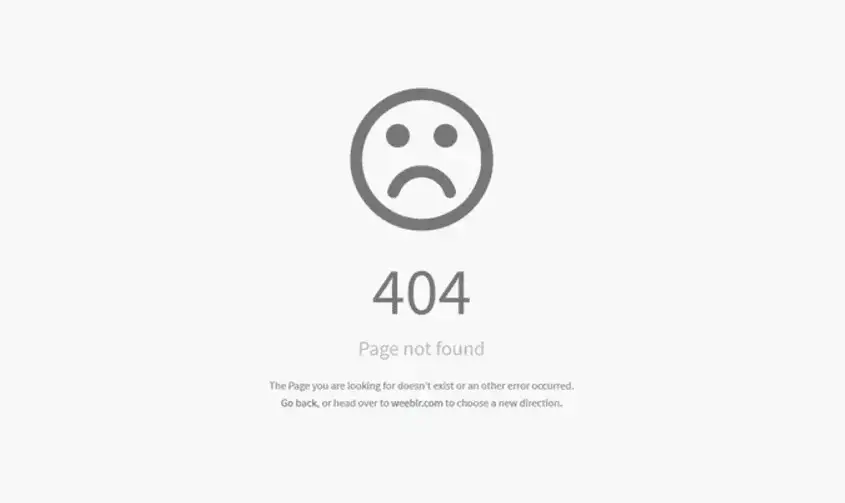 404
Page not found
The Page you are looking for doesn't exist or an other error occurred.
Go back, or head over to weeblr.com to choose a new direction.